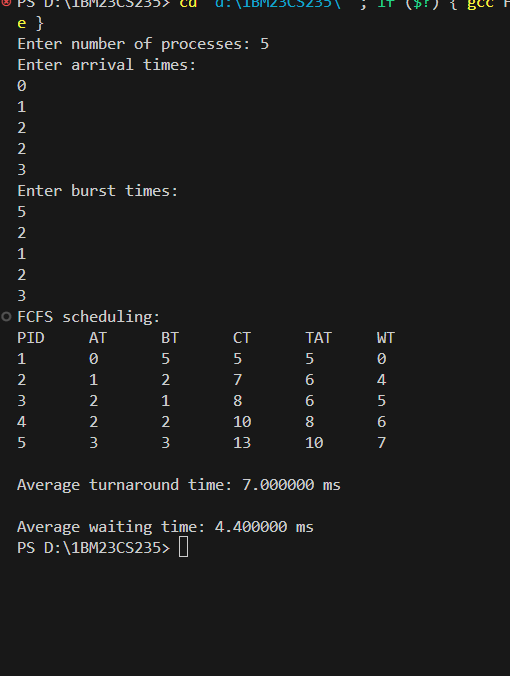 PS D:\1BM23CS235> cd "d:\1BM23CS235\" ; if ($?) { gcc
e }
Enter number of processes: 5
Enter arrival times:
0
1
2
2
3
Enter burst times:
5
2
1
2
3
FCFS scheduling:
PID AT BT CT TAT WT
1 0 5 5 5 0
2 1 2 7 6 4
3 2 1 8 6 5
4 2 2 10 8 6
5 3 3 13 10 7
Average turnaround time: 7.000000 ms
Average waiting time: 4.400000 ms
PS D:\1BM23CS235>